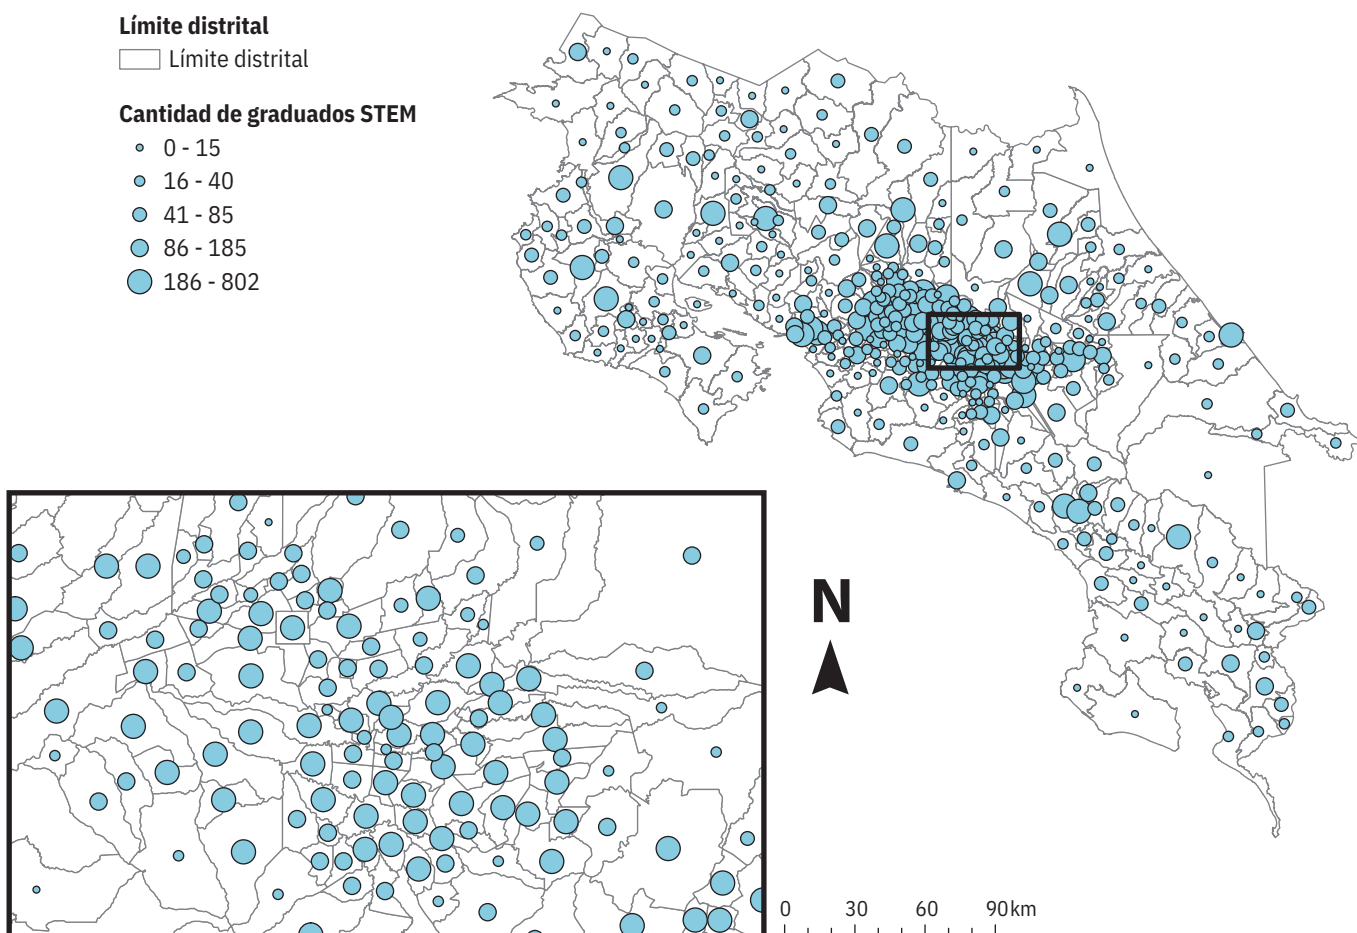 Límite distrital
Límite distrital
Cantidad de graduados STEM
0 - 15
16 - 40
41 - 85
86 - 185
186 - 802
N
0 30 60 90 km